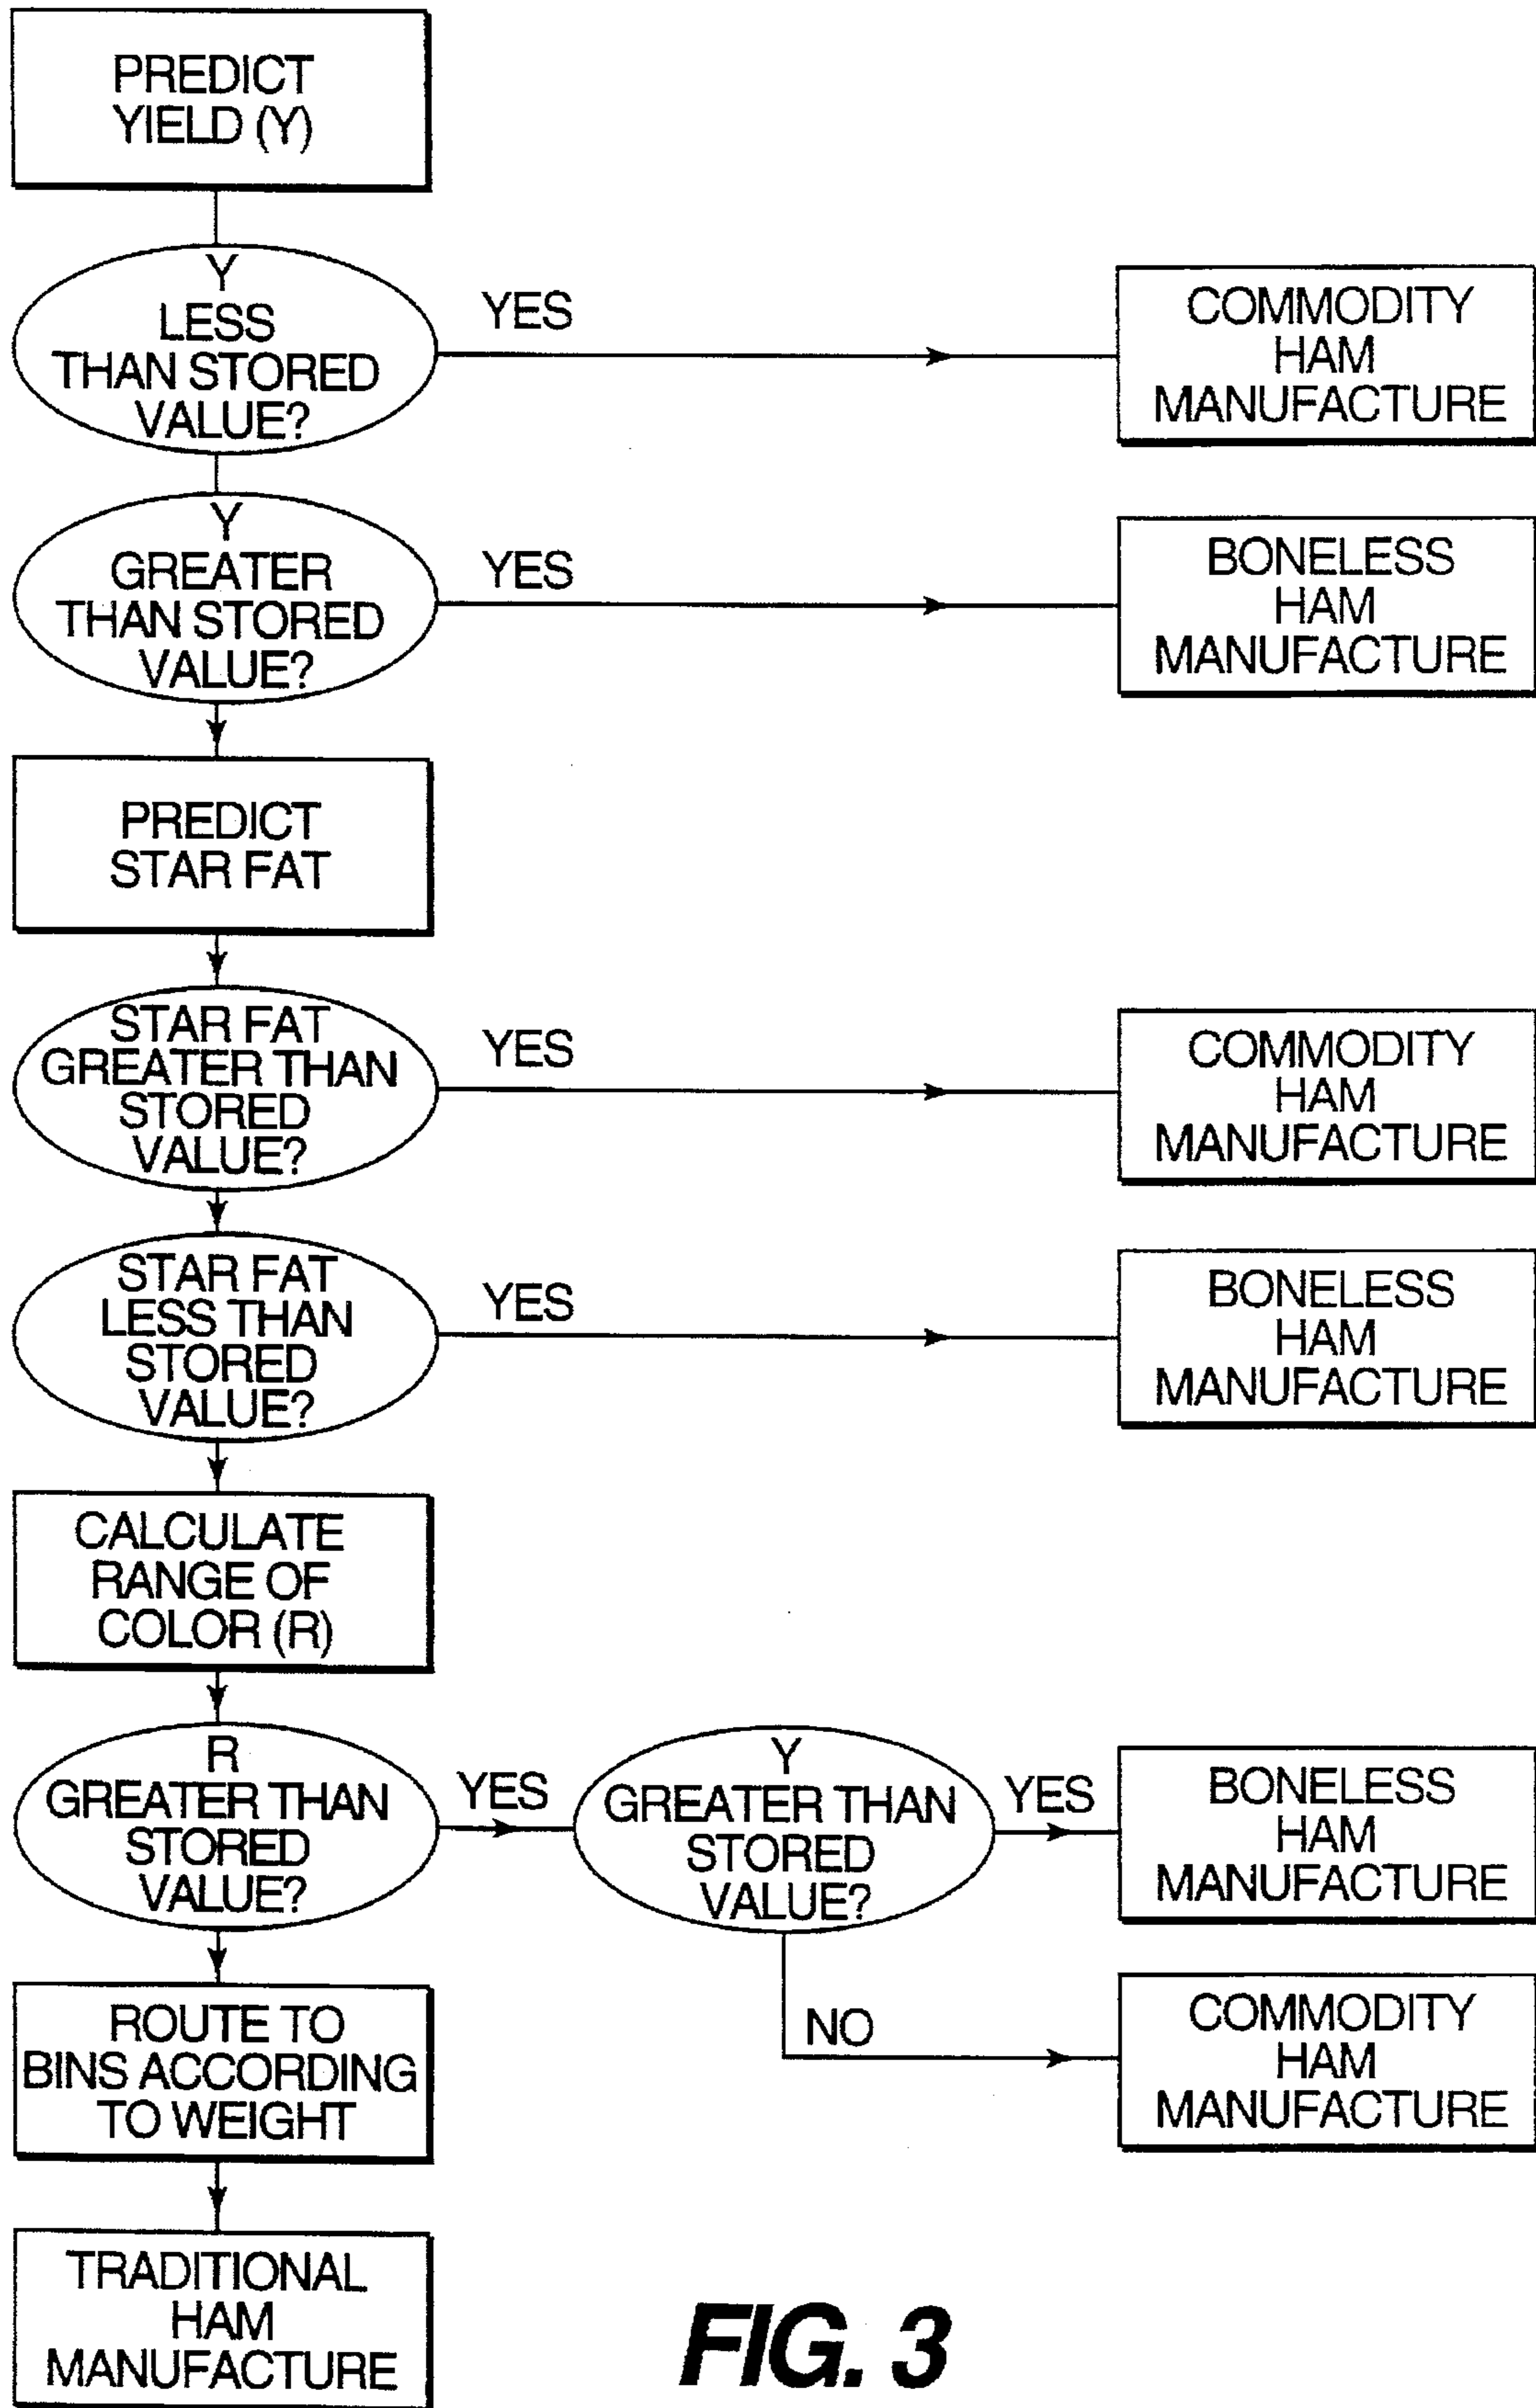 PREDICT
YIELD (Y)
Y
LESS
THAN STORED
VALUE?
YES
COMMODITY
HAM
MANUFACTURE
Y
GREATER
THAN STORED
VALUE?
YES
BONELESS
HAM
MANUFACTURE
PREDICT
STAR FAT
STAR FAT
GREATER THAN
STORED
VALUE?
YES
COMMODITY
HAM
MANUFACTURE
STAR FAT
LESS THAN
STORED
VALUE?
YES
BONELESS
HAM
MANUFACTURE
CALCULATE
RANGE OF
COLOR (R)
R
GREATER THAN
STORED
VALUE?
YES
Y
GREATER THAN
STORED
VALUE?
YES
BONELESS
HAM
MANUFACTURE
NO
COMMODITY
HAM
MANUFACTURE
ROUTE TO
BINS ACCORDING
TO WEIGHT
TRADITIONAL
HAM
MANUFACTURE
FIG. 3